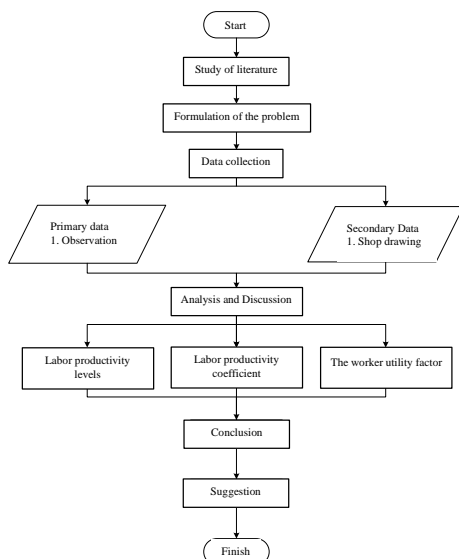 Start
Study of literature
Formulation of the problem
Data collection
Primary data
1. Observation
Secondary Data
1. Shop drawing
Analysis and Discussion
Labor productivity
levels
Labor productivity
coefficient
The worker utility factor
Conclusion
Suggestion
Finish